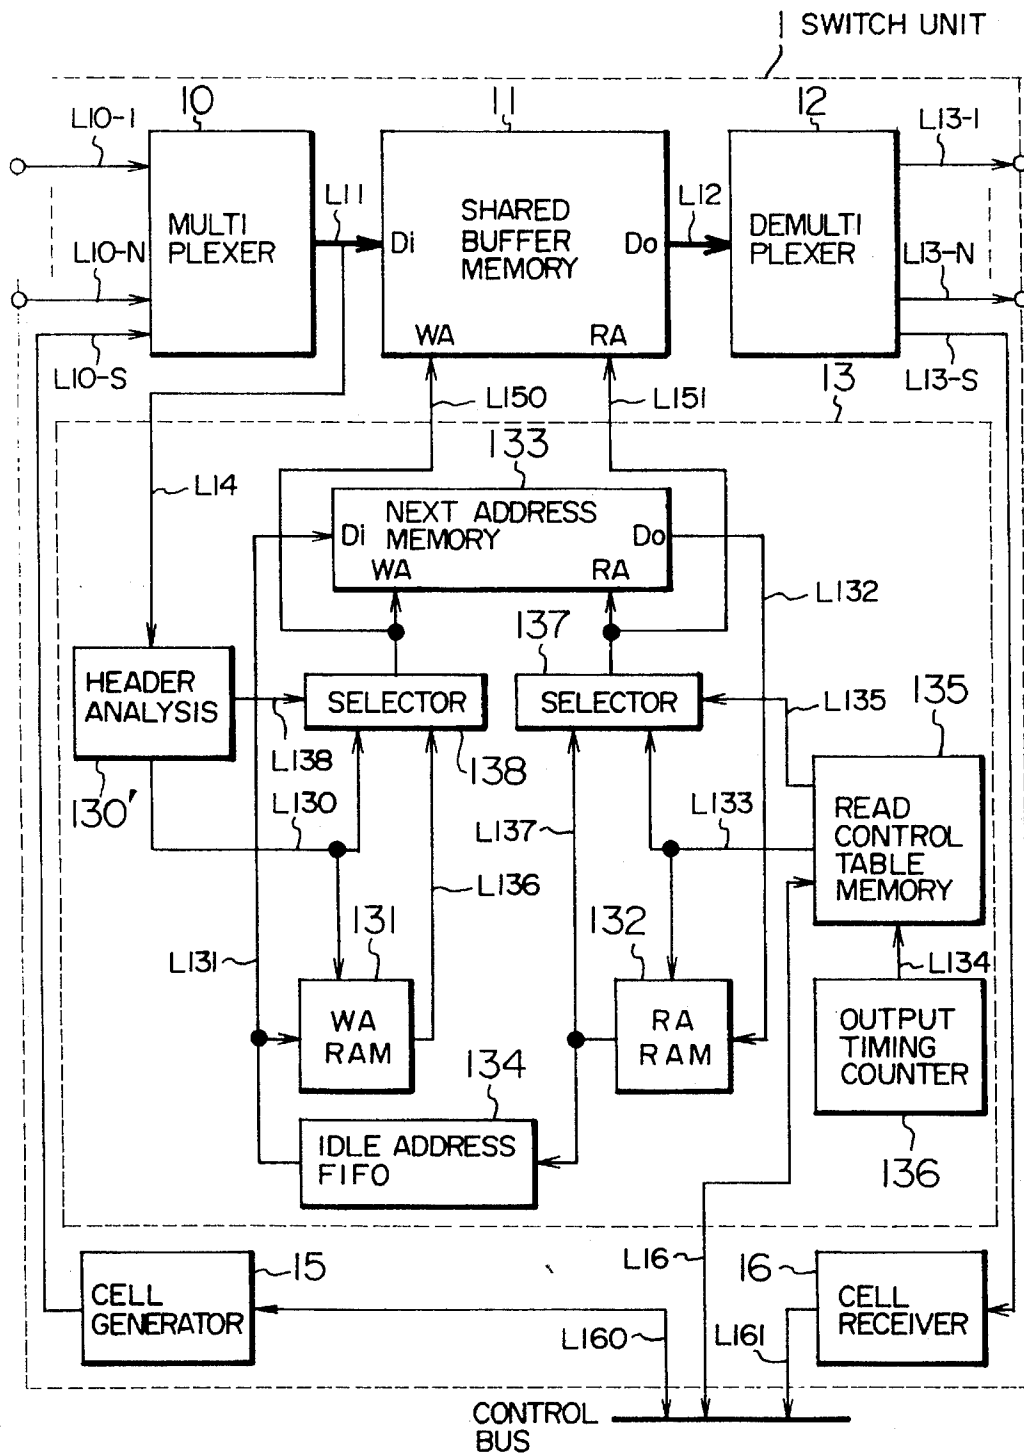 1 SWITCH UNIT
10
11
12
L10-1
L13-1
MULTI
PLEXER
L11
SHARED
BUFFER
MEMORY
Di
Do
L12
DEMULTI
PLEXER
L10-N
L13-N
WA
RA
L10-S
L13-S
13
L150
L151
L14
133
NEXT ADDRESS
MEMORY
Di
Do
WA
RA
L132
137
HEADER
ANALYSIS
SELECTOR
SELECTOR
L135
135
L138
138
130'
L130
L137
L133
READ
CONTROL
TABLE
MEMORY
L136
131
132
L131
L134
WA
RAM
RA
RAM
OUTPUT
TIMING
COUNTER
134
IDLE ADDRESS
FIFO
136
15
L16
16
CELL
GENERATOR
CELL
RECEIVER
L160
L161
CONTROL
BUS